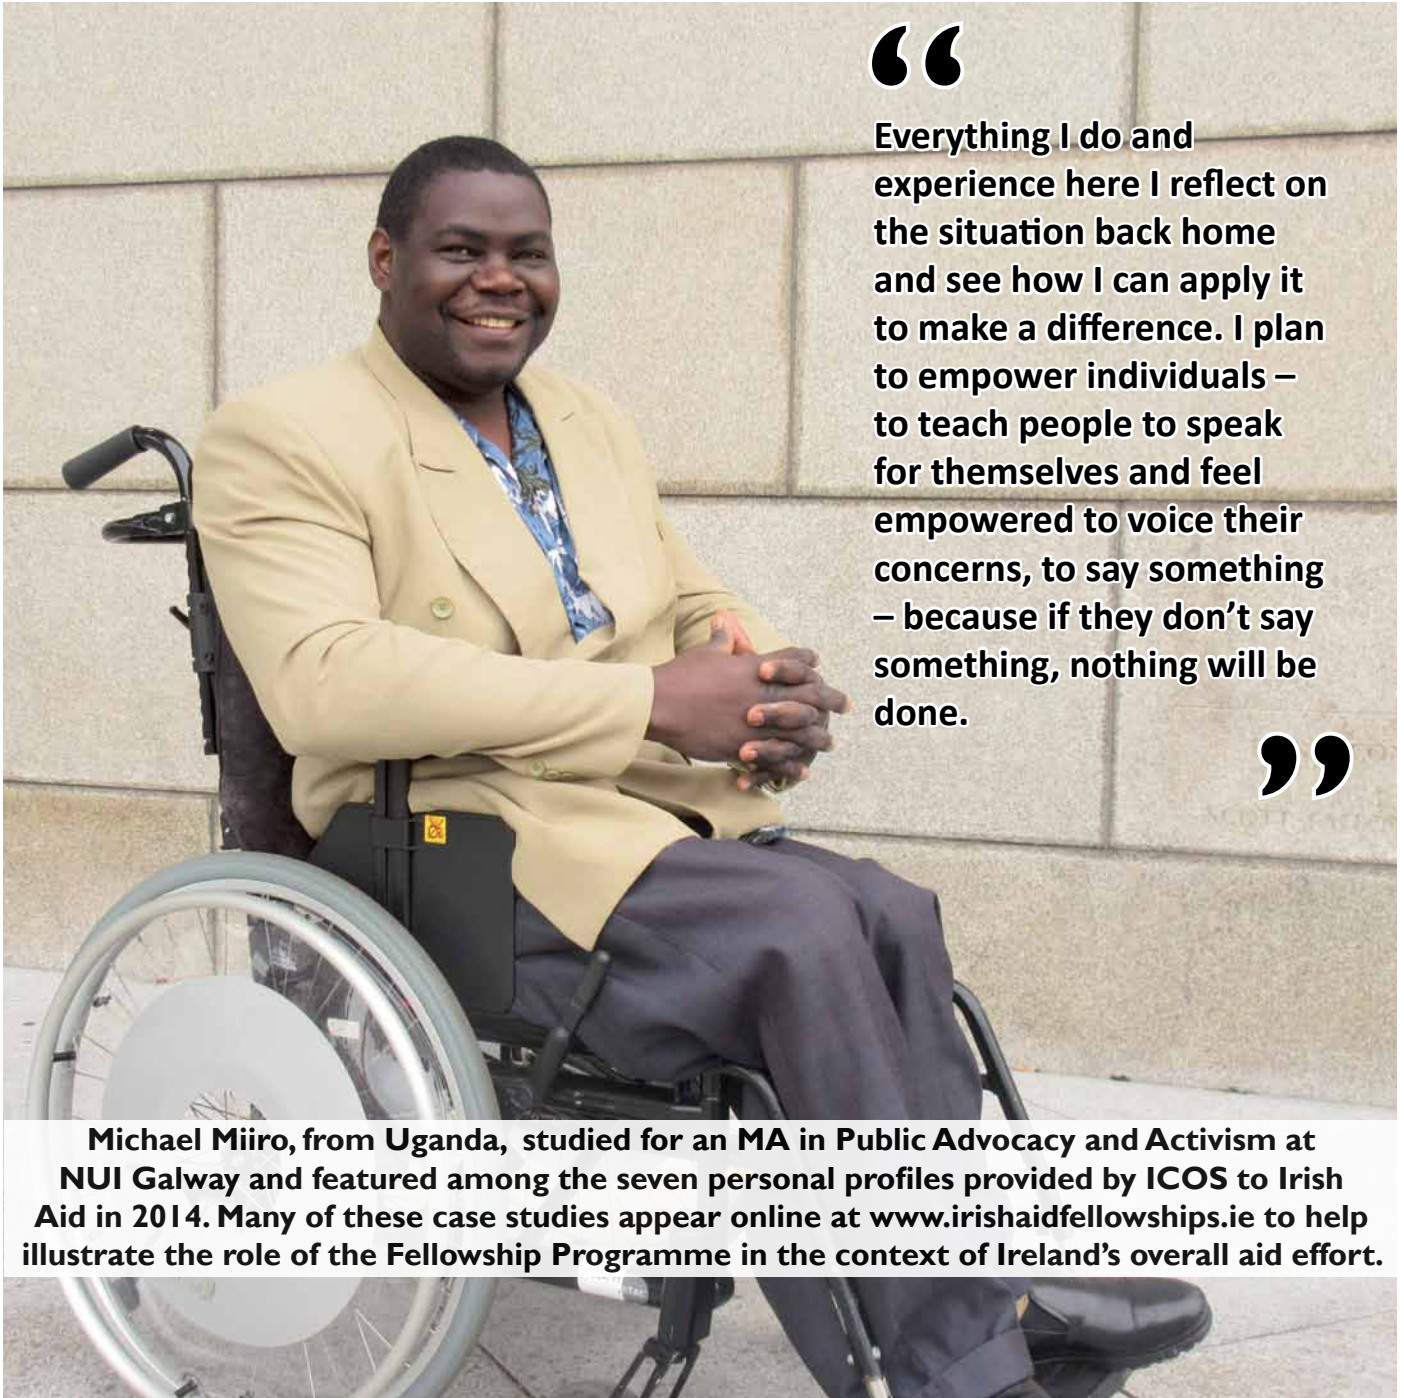 “
Everything I do and
experience here I reflect on
the situation back home
and see how I can apply it
to make a difference. I plan
to empower individuals –
to teach people to speak
for themselves and feel
empowered to voice their
concerns, to say something
– because if they don’t say
something, nothing will be
done.
”
Michael Miiro, from Uganda, studied for an MA in Public Advocacy and Activism at
NUI Galway and featured among the seven personal profiles provided by ICOS to Irish
Aid in 2014. Many of these case studies appear online at www.irishaidfellowships.ie to help
illustrate the role of the Fellowship Programme in the context of Ireland’s overall aid effort.